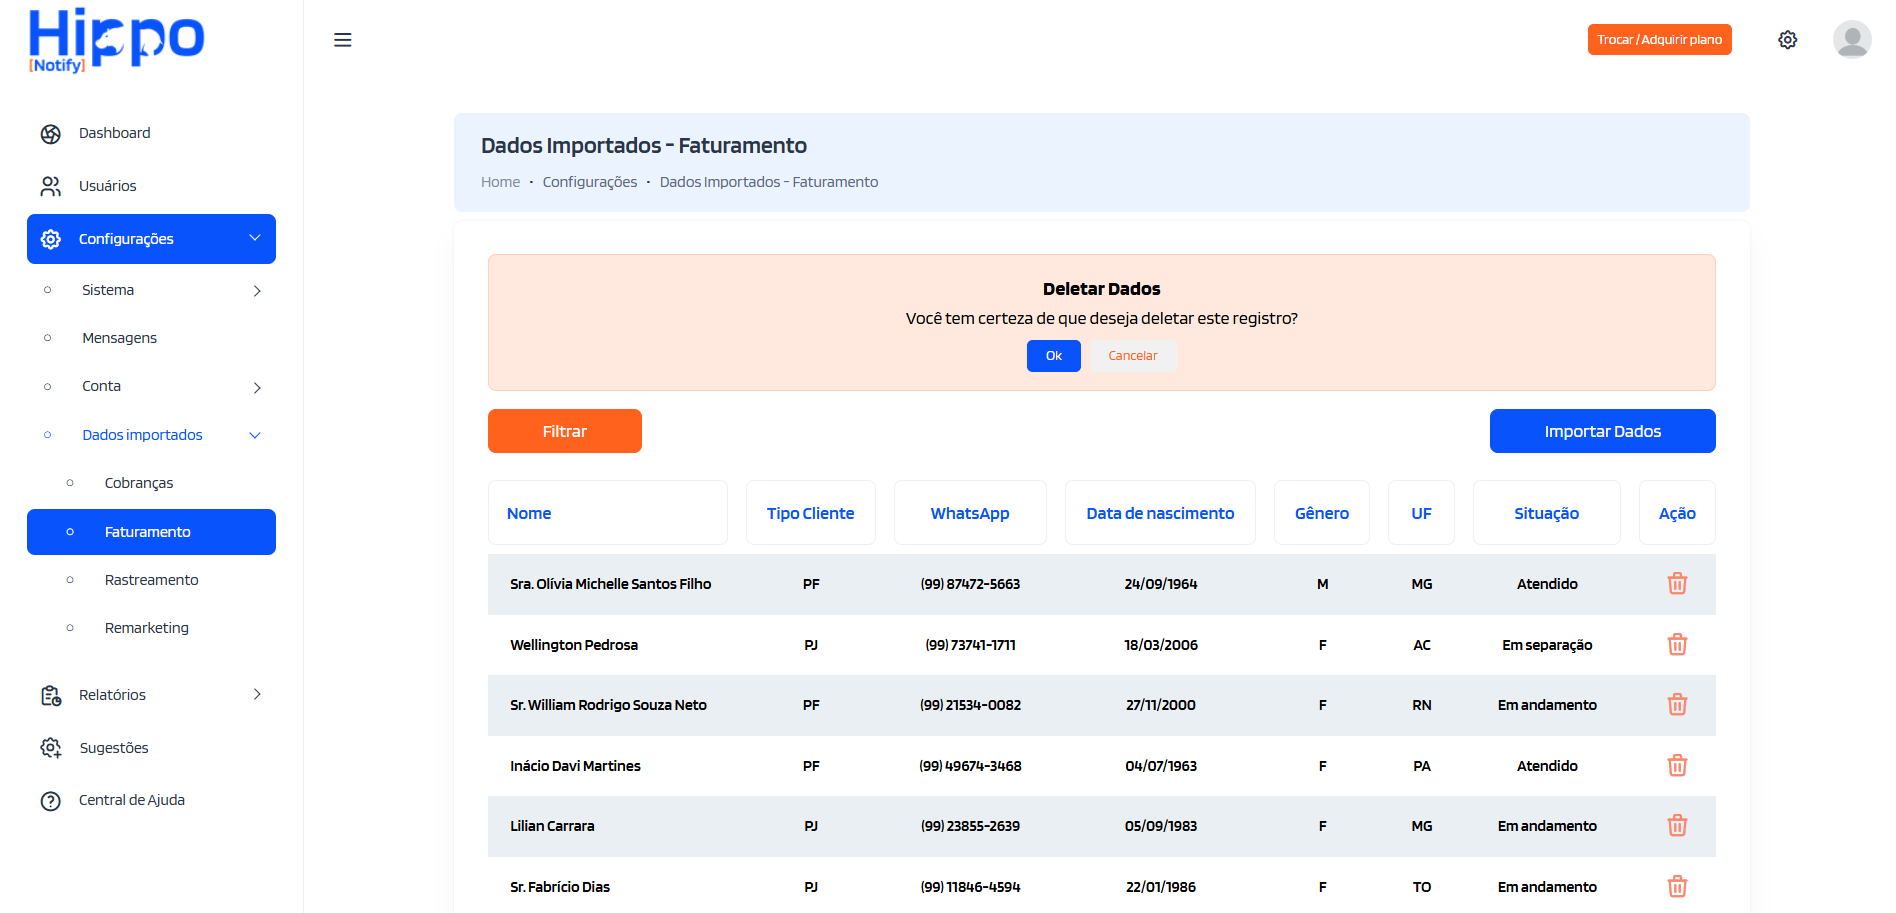 Hippo
[Notify]
Trocar / Adquirir plano
Dashboard
Usuários
Configurações
Sistema
Mensagens
Conta
Dados importados
Cobranças
Faturamento
Rastreamento
Remarketing
Relatórios
Sugestões
Central de Ajuda
Dados Importados - Faturamento
Home • Configurações • Dados Importados - Faturamento
Deletar Dados
Você tem certeza de que deseja deletar este registro?
Ok Cancelar
Filtrar Importar Dados
Nome Tipo Cliente WhatsApp Data de nascimento Gênero UF Situação Ação
Sra. Olívia Michelle Santos Filho PF (99) 87472-5663 24/09/1964 M MG Atendido
Wellington Pedrosa PJ (99) 73741-1711 18/03/2006 F AC Em separação
Sr. William Rodrigo Souza Neto PF (99) 21534-0082 27/11/2000 F RN Em andamento
Inácio Davi Martines PF (99) 49674-3468 04/07/1963 F PA Atendido
Lilian Carrara PJ (99) 23855-2639 05/09/1983 F MG Em andamento
Sr. Fabrício Dias PJ (99) 11846-4594 22/01/1986 F TO Em andamento